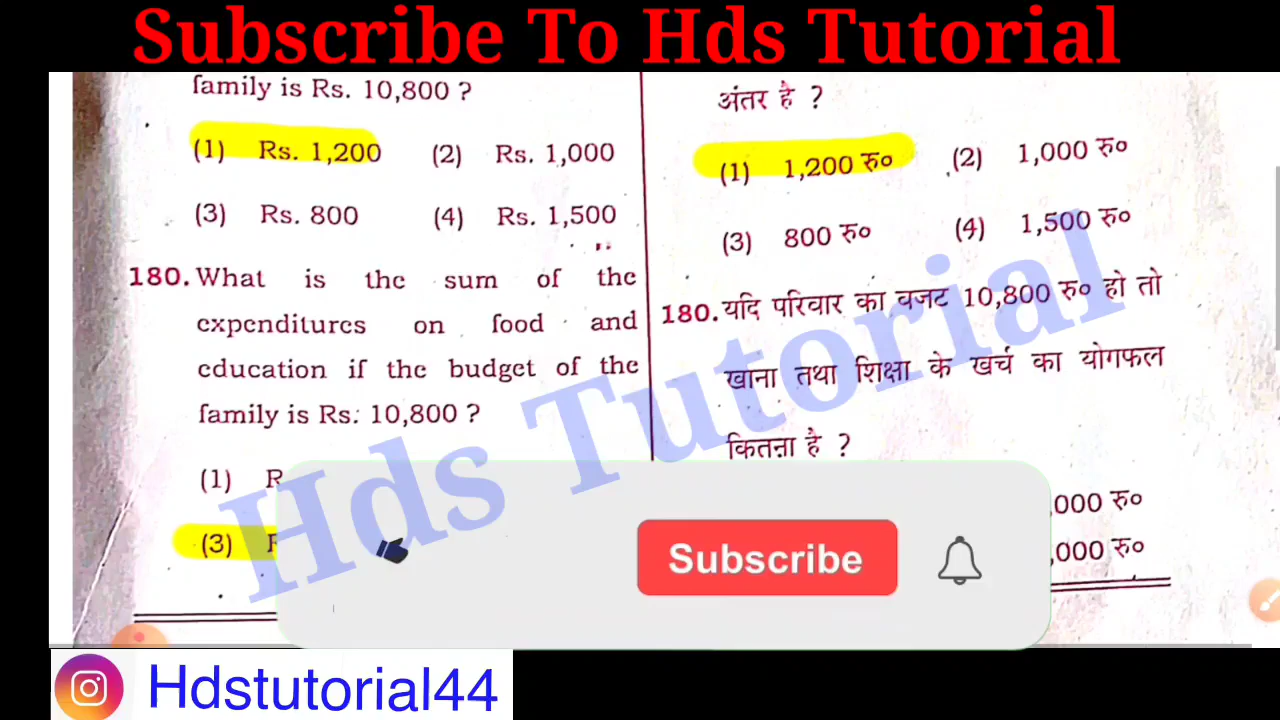 Subscribe To Hds Tutorial
family is Rs. 10,800 ?
(1) Rs. 1,200 (2) Rs. 1,000
(3) Rs. 800 (4) Rs. 1,500
180. What is the sum of the
expenditures on food and
education if the budget of the
family is Rs. 10,800 ?
(1) R
(3) R
अंतर है ?
(1) 1,200 रु० (2) 1,000 रु०
(3) 800 रु० (4) 1,500 रु०
180. यदि परिवार का बजट 10,800 रु० हो तो
खाना तथा शिक्षा के खर्च का योगफल
कितना है ?
,000 रु०
,000 रु०
Hds Tutorial
Subscribe
Hdstutorial44